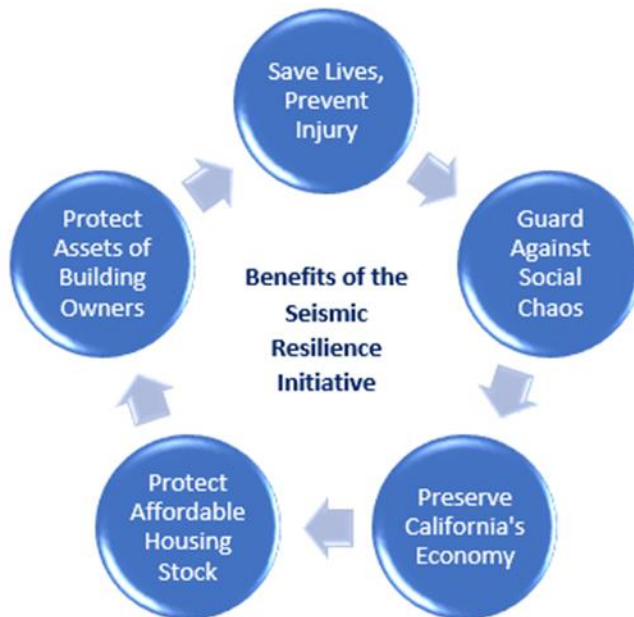 Save Lives,
Prevent
Injury
Guard
Against
Social
Chaos
Preserve
California's
Economy
Protect
Affordable
Housing
Stock
Protect
Assets of
Building
Owners
Benefits of the
Seismic
Resilience
Initiative